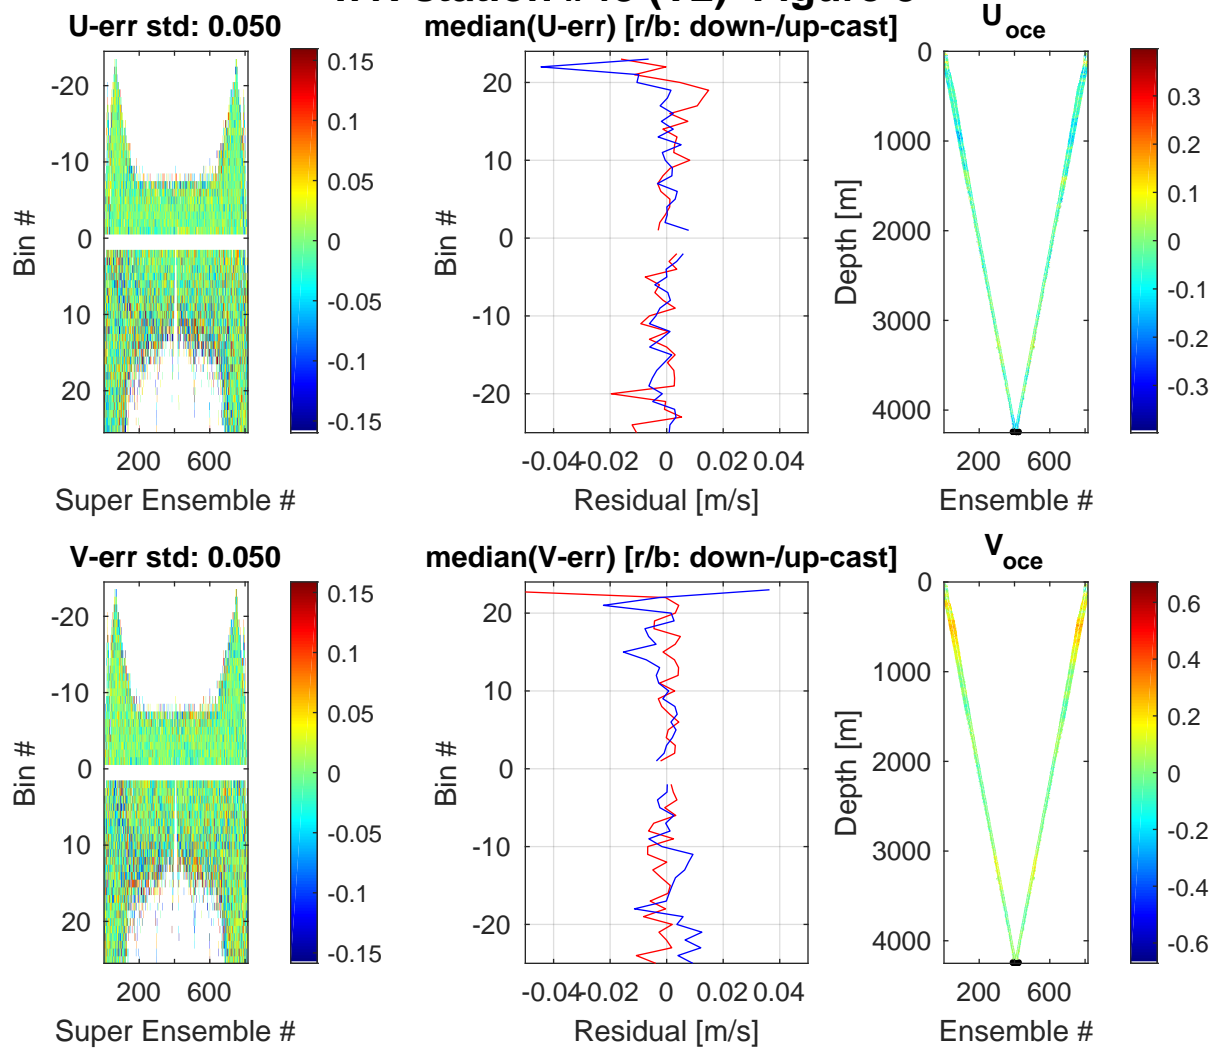 U-err std: 0.050
-20
-10
0
10
20
Bin #
200 600
Super Ensemble #
0.15
0.1
0.05
0
-0.05
-0.1
-0.15
median(U-err) [r/b: down-/up-cast]
20
10
0
-10
-20
Bin #
-0.04 -0.02 0 0.02 0.04
Residual [m/s]
U_oce
0
1000
2000
3000
4000
Depth [m]
200 400 600 800
Ensemble #
0.3
0.2
0.1
0
-0.1
-0.2
-0.3
V-err std: 0.050
-20
-10
0
10
20
Bin #
200 600
Super Ensemble #
0.15
0.1
0.05
0
-0.05
-0.1
-0.15
median(V-err) [r/b: down-/up-cast]
20
10
0
-10
-20
Bin #
-0.04 -0.02 0 0.02 0.04
Residual [m/s]
V_oce
0
1000
2000
3000
4000
Depth [m]
200 400 600 800
Ensemble #
0.6
0.4
0.2
0
-0.2
-0.4
-0.6